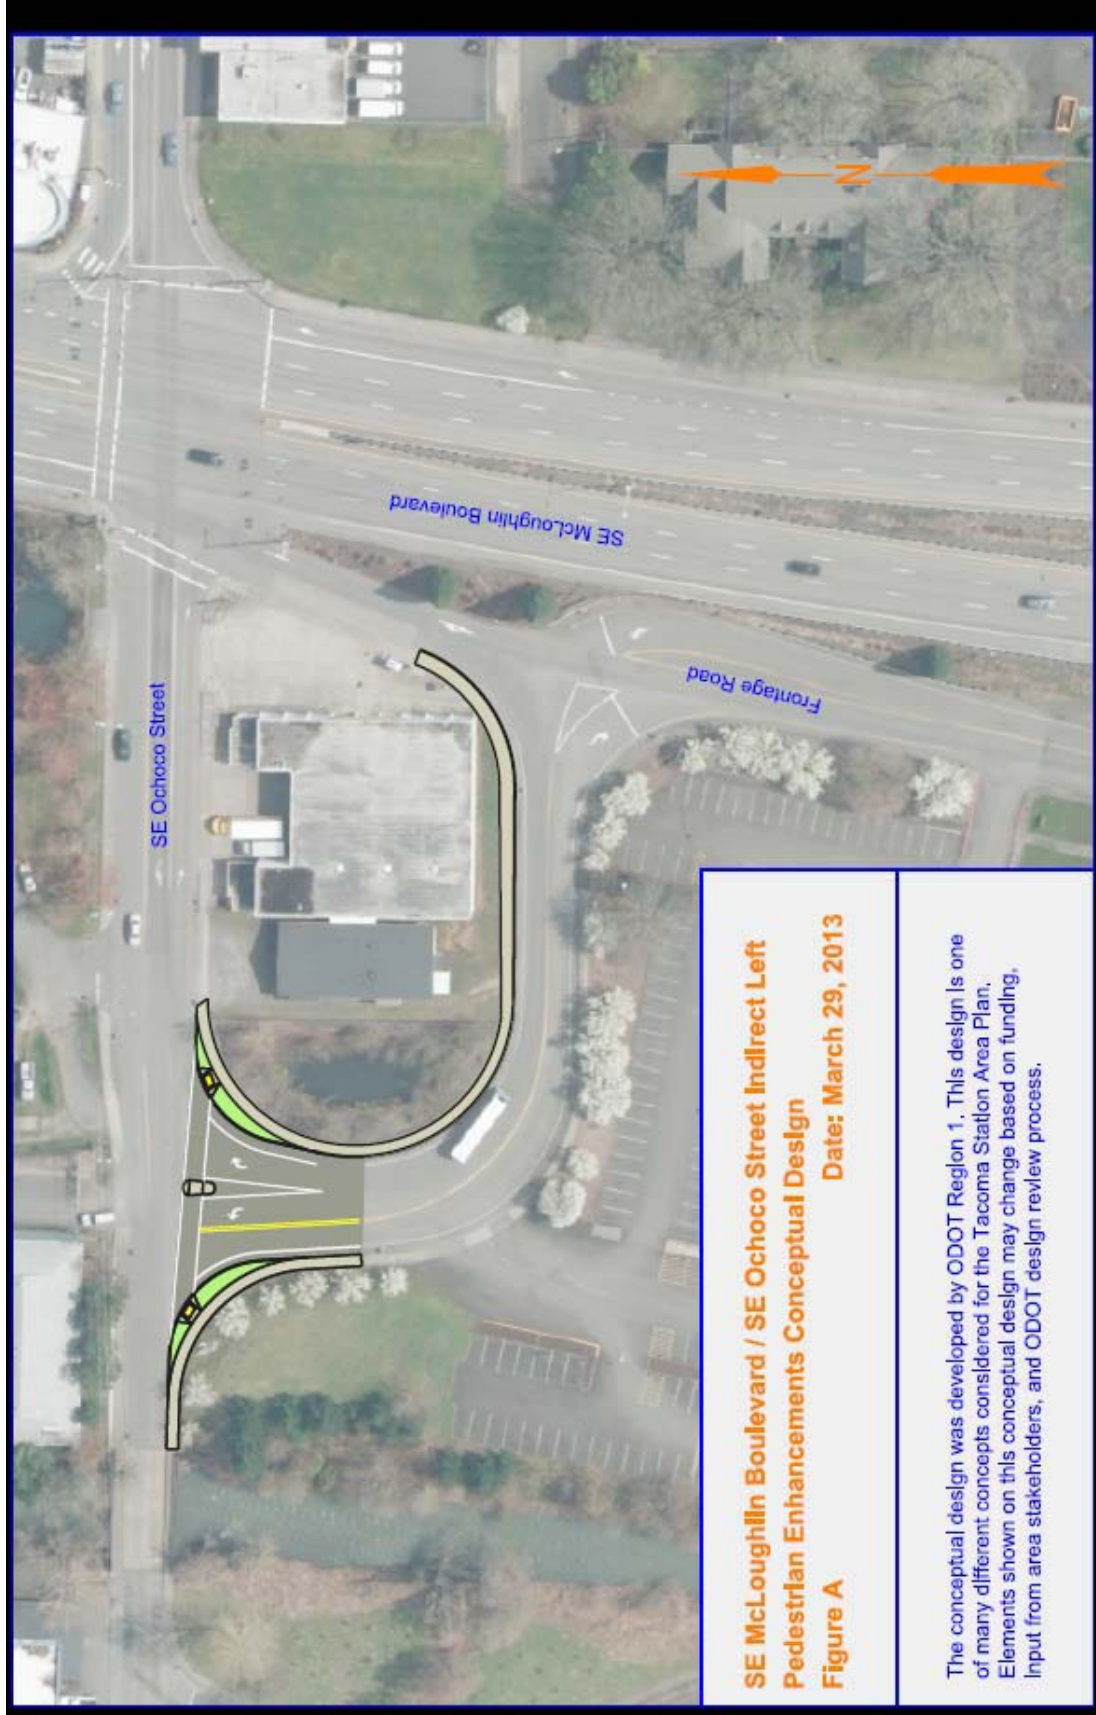 SE McLoughlin Boulevard / SE Ochoco Street Indirect Left
Pedestrian Enhancements Conceptual Design
Figure A
Date: March 29, 2013
The conceptual design was developed by ODOT Region 1. This design is one
of many different concepts considered for the Tacoma Station Area Plan.
Elements shown on this conceptual design may change based on funding,
input from area stakeholders, and ODOT design review process.
SE Ochoco Street
SE McLoughlin Boulevard
Frontage Road
N